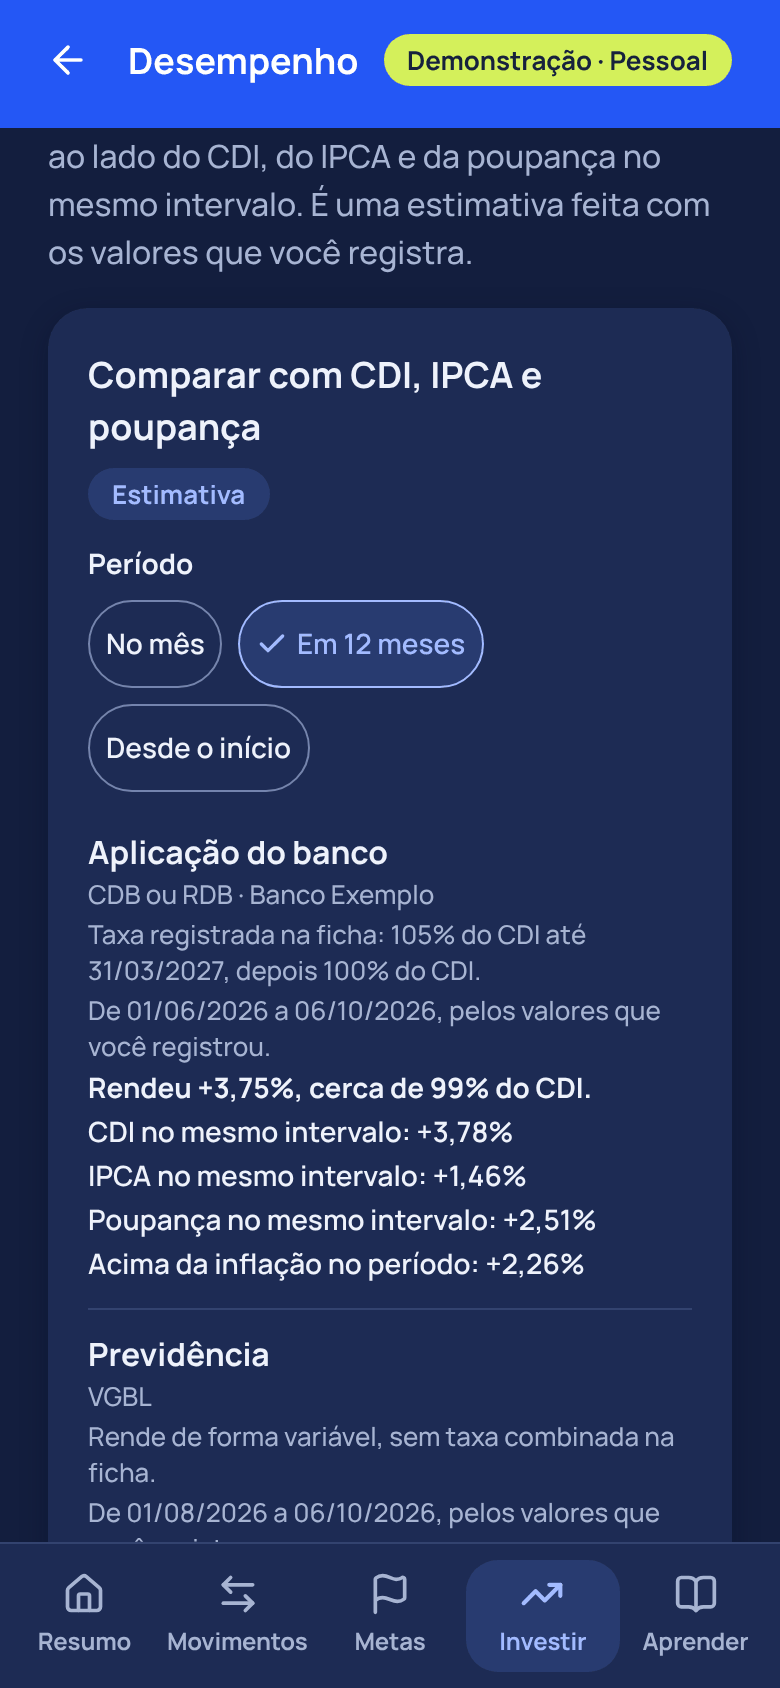 Desempenho
Demonstração · Pessoal
ao lado do CDI, do IPCA e da poupança no
mesmo intervalo. É uma estimativa feita com
os valores que você registra.
Comparar com CDI, IPCA e
poupança
Estimativa
Período
No mês
Em 12 meses
Desde o início
Aplicação do banco
CDB ou RDB · Banco Exemplo
Taxa registrada na ficha: 105% do CDI até
31/03/2027, depois 100% do CDI.
De 01/06/2026 a 06/10/2026, pelos valores que
você registrou.
Rendeu +3,75%, cerca de 99% do CDI.
CDI no mesmo intervalo: +3,78%
IPCA no mesmo intervalo: +1,46%
Poupança no mesmo intervalo: +2,51%
Acima da inflação no período: +2,26%
Previdência
VGBL
Rende de forma variável, sem taxa combinada na
ficha.
De 01/08/2026 a 06/10/2026, pelos valores que
Resumo
Movimentos
Metas
Investir
Aprender